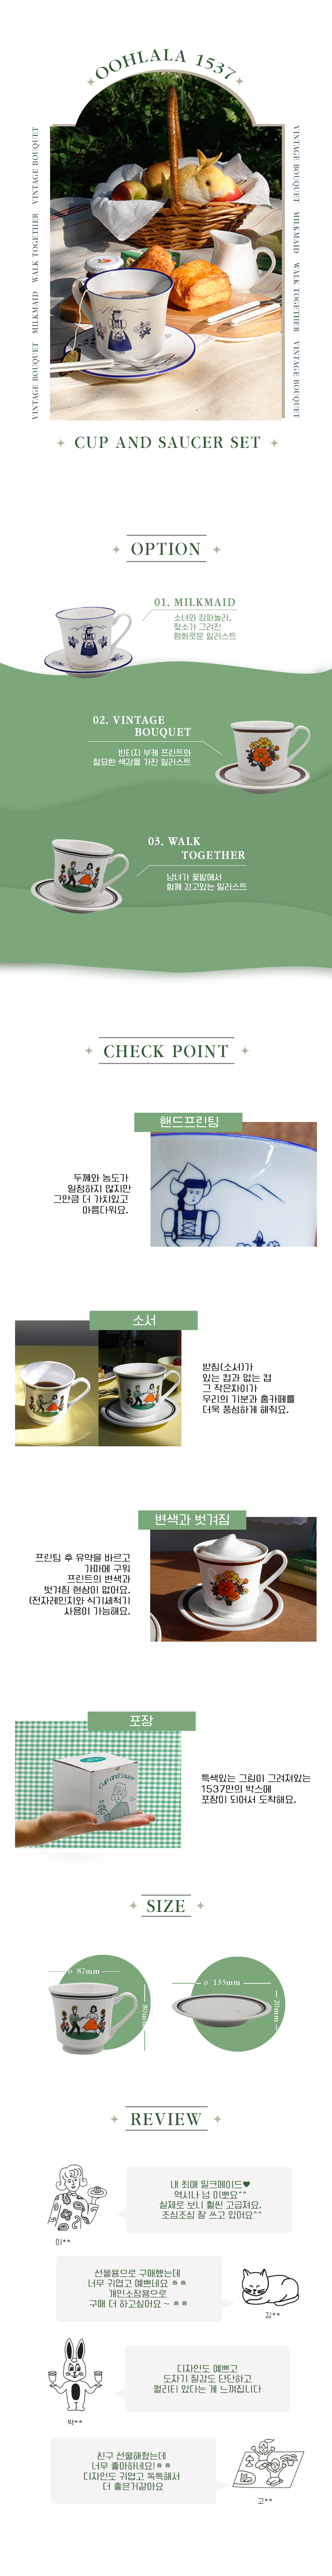 OOHLALA 1537
VINTAGE BOUQUET MILKMAID WALK TOGETHER VINTAGE BOUQUET
VINTAGE BOUQUET MILKMAID WALK TOGETHER VINTAGE BOUQUET
CUP AND SAUCER SET
OPTION
01. MILKMAID
소녀와 참파눌라,
젖소가 그려진
평화로운 일러스트
02. VINTAGE
BOUQUET
빈티지 부케 프린트와
절묘한 색감을 가진 일러스트
03. WALK
TOGETHER
남녀가 꽃밭에서
함께 걷고있는 일러스트
CHECK POINT
핸드프린팅
두께와 농도가
일정하지 않지만
그만큼 더 가치있고
아름다워요.
소서
받침(소서)가
있는 컵과 없는 컵
그 작은차이가
우리의 기분과 홈카페를
더욱 풍성하게 해줘요.
변색과 벗겨짐
프린팅 후 유약을 바르고
가마에 구워
프린트의 변색과
벗겨짐 현상이 없어요.
(전자레인지와 식기세척기
사용이 가능해요.
포장
Cup and Saucer
특색있는 그림이 그려져있는
1537만의 박스에
포장이 되어서 도착해요.
SIZE
ø 87mm
80mm
ø 133mm
20mm
REVIEW
내 최애 밀크메이드♥
역시나 넘 이뻐요^^
실제로 보니 훨씬 고급져요.
조심조심 잘 쓰고 있어요^^
이**
선물용으로 구매했는데
너무 귀엽고 예쁘네요 ㅎㅎ
개인소장용으로
구매 더 하고싶어요 ~ ㅎㅎ
김**
디자인도 예쁘고
도자기 질감도 단단하고
퀄리티 있다는 게 느껴집니다
박**
친구 선물해줬는데
너무 좋아하네요!ㅎㅎ
디자인도 귀엽고 독특해서
더 좋은거같아요
고**